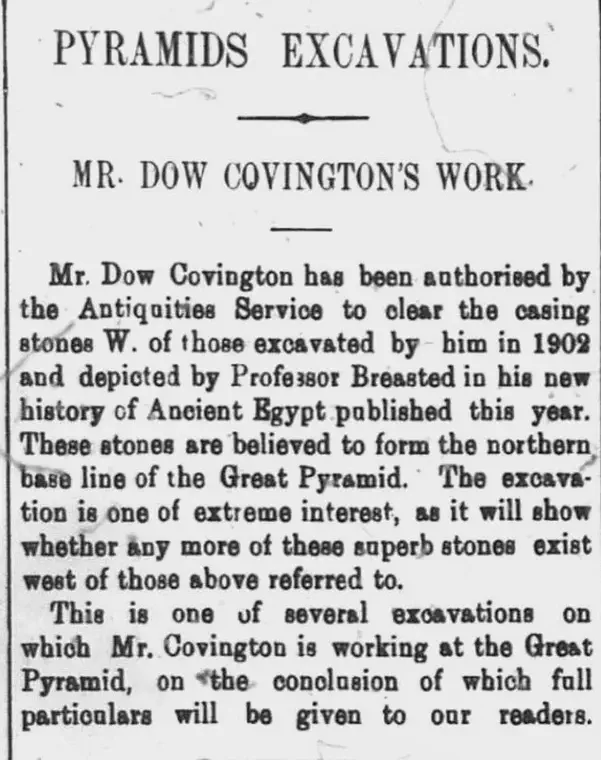 PYRAMIDS EXCAVATIONS.
MR. DOW COVINGTON'S WORK.
Mr. Dow Covington has been authorised by
the Antiquities Service to clear the casing
stones W. of those excavated by him in 1902
and depicted by Professor Breasted in his new
history of Ancient Egypt published this year.
These stones are believed to form the northern
base line of the Great Pyramid. The excava-
tion is one of extreme interest, as it will show
whether any more of these superb stones exist
west of those above referred to.
This is one of several excavations on
which Mr. Covington is working at the Great
Pyramid, on the conclusion of which full
particulars will be given to our readers.